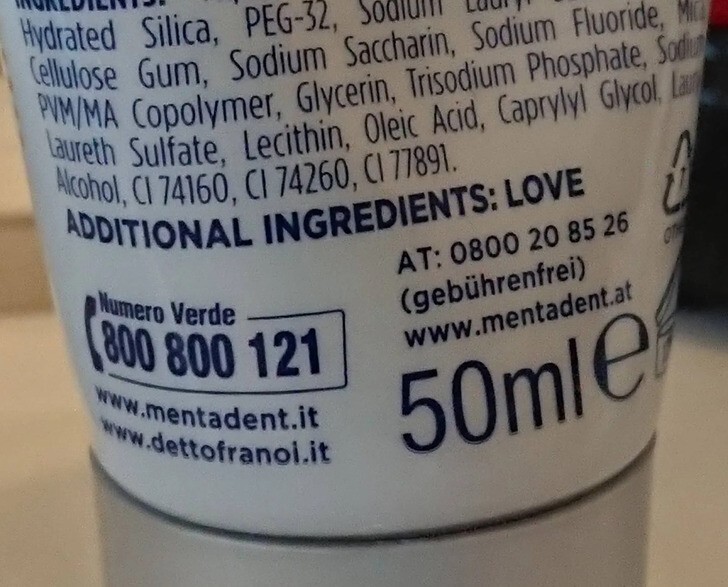 INGREDIENTS:
Hydrated Silica, PEG-32, Sodium
Cellulose Gum, Sodium Saccharin, Sodium Fluoride,
PVM/MA Copolymer, Glycerin, Trisodium Phosphate,
Laureth Sulfate, Lecithin, Oleic Acid, Caprylyl Glycol,
Alcohol, CI 74160, CI 74260, CI 77891.
ADDITIONAL INGREDIENTS: LOVE
Numero Verde
800 800 121
www.mentadent.it
www.dettofranoi.it
AT: 0800 20 85 26
(gebührenfrei)
www.mentadent.at
50ml e